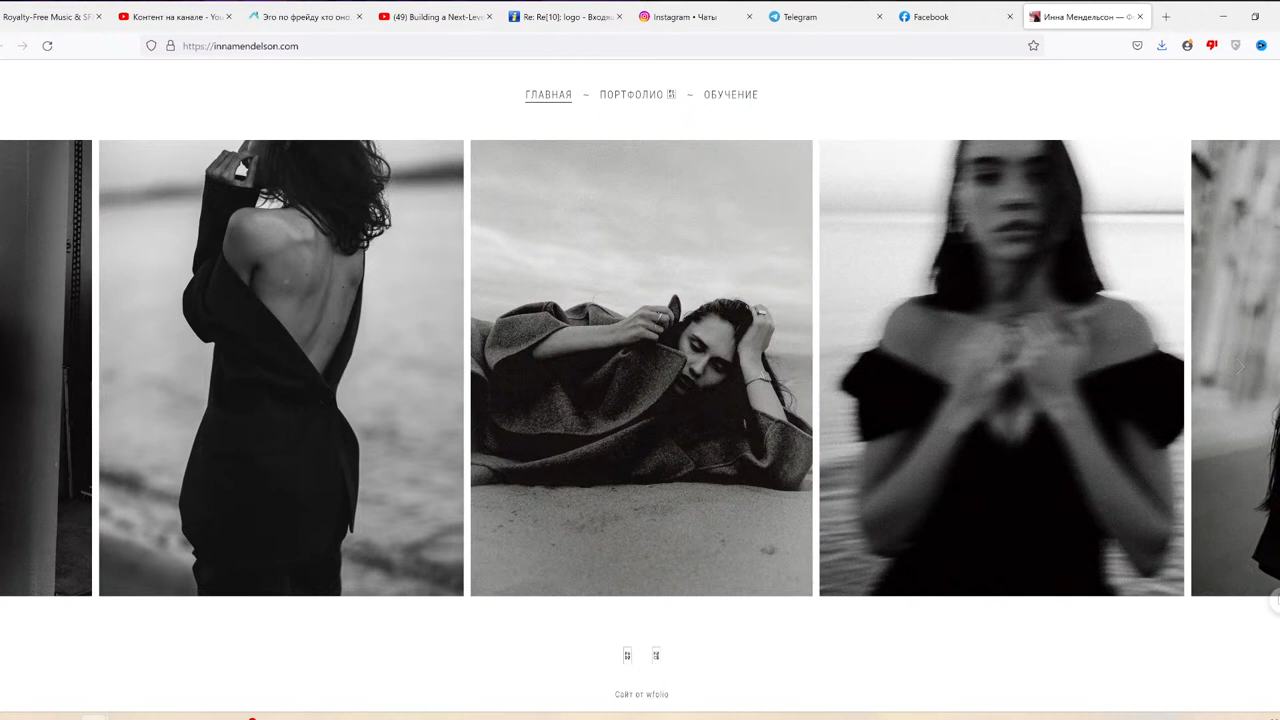 Royalty-Free Music & SF
Контент на канале - You
Эго по фрейду кто оно
(49) Building a Next-Leve
Re: Re[10]: logo - Входящ
Instagram • Чаты
Telegram
Facebook
Инна Мендельсон — Ф
https://innamendelson.com
ГЛАВНАЯ ~ ПОРТФОЛИО ~ ОБУЧЕНИЕ
Сайт от wfolio